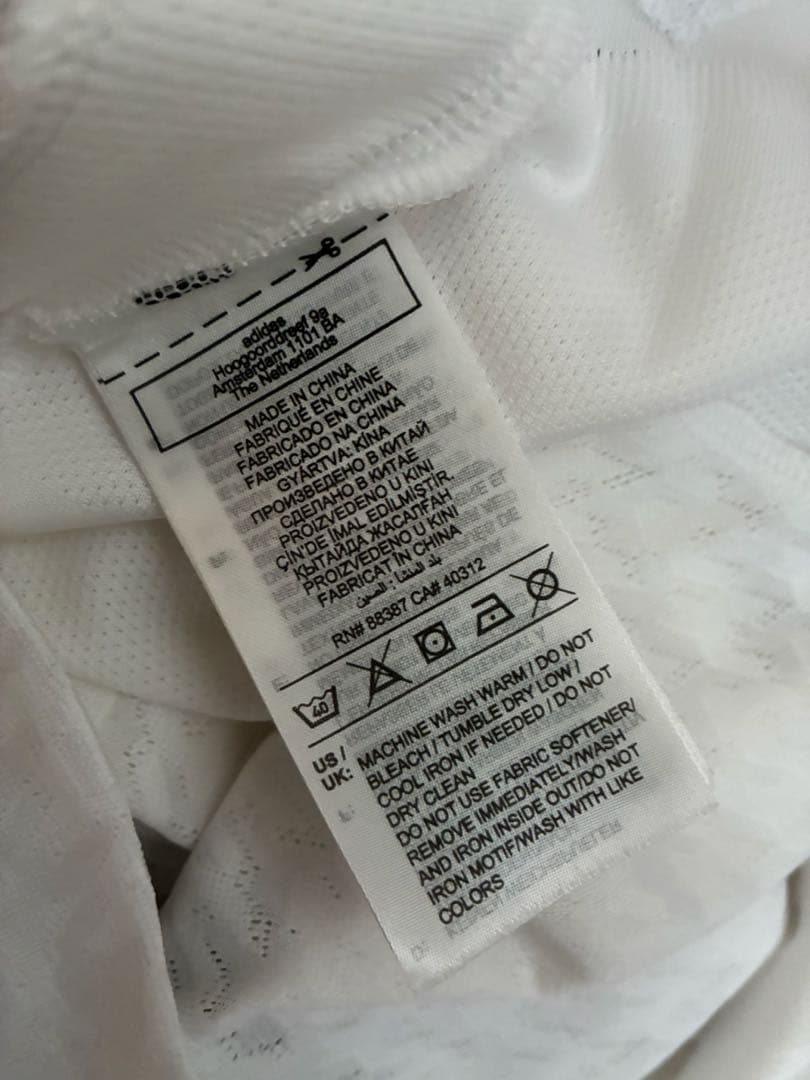 adidas
Hoogoorddreef 9a
Amsterdam 1101 BA
The Netherlands
MADE IN CHINA
FABRIQUÉ EN CHINE
FABRICADO EN CHINA
FABRICADO NA CHINA
GYÁRTVA: KÍNA
ПРОИЗВЕДЕНО В КИТАЙ
СДЕЛАНО В КИТАЕ
PROIZVEDENO U KINI
ÇİN'DE İMAL EDİLMİŞTİR.
ҚЫТАЙДА ЖАСАЛҒАН
PROIZVEDENO U KINI
FABRICAT ÎN CHINA
بلد المنشأ : الصين
RN# 88387 CA# 40312
40
US / UK: MACHINE WASH WARM / DO NOT
BLEACH / TUMBLE DRY LOW /
COOL IRON IF NEEDED / DO NOT
DRY CLEAN
DO NOT USE FABRIC SOFTENER/
REMOVE IMMEDIATELY/WASH
AND IRON INSIDE OUT/DO NOT
IRON MOTIF/WASH WITH LIKE
COLORS